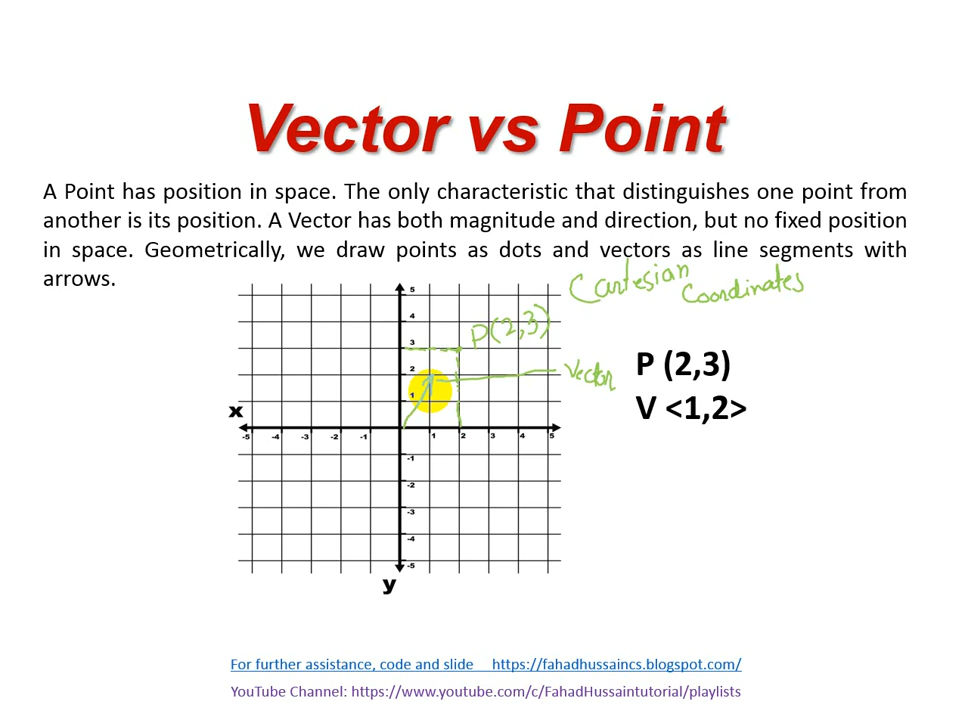 Vector vs Point
A Point has position in space. The only characteristic that distinguishes one point from
another is its position. A Vector has both magnitude and direction, but no fixed position
in space. Geometrically, we draw points as dots and vectors as line segments with
arrows.
Cartesian
Coordinates
P(2,3)
Vector
P (2,3)
V <1,2>
5
4
3
2
1
x
-5 -4 -3 -2 -1 1 2 3 4 5
-1
-2
-3
-4
-5
y
For further assistance, code and slide https://fahadhussaincs.blogspot.com/
YouTube Channel: https://www.youtube.com/c/FahadHussaintutorial/playlists